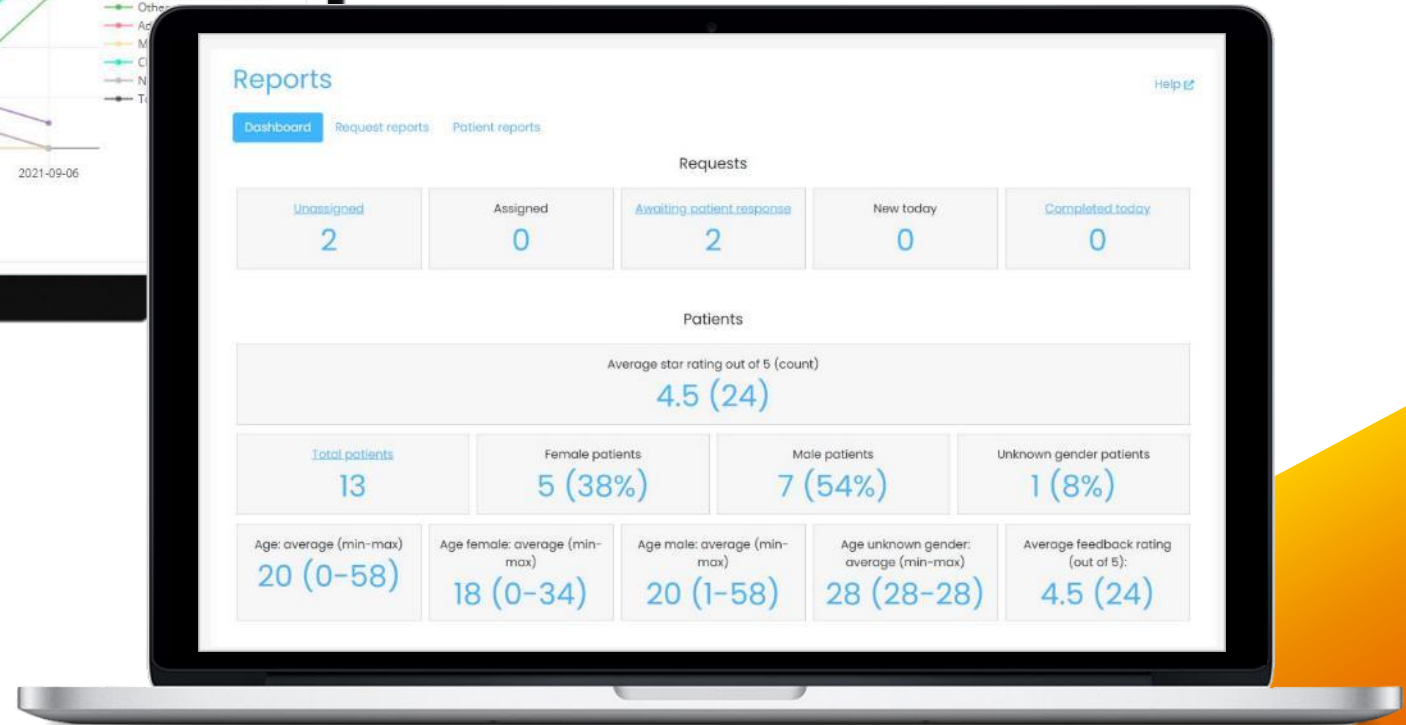 2021-09-06
Reports
Help
Dashboard Request reports Patient reports
Requests
Unassigned Assigned Awaiting patient response New today Completed today
2 0 2 0 0
Patients
Average star rating out of 5 (count)
4.5 (24)
Total patients Female patients Male patients Unknown gender patients
13 5 (38%) 7 (54%) 1 (8%)
Age: average (min-max) Age female: average (min-max) Age male: average (min-max) Age unknown gender: average (min-max) Average feedback rating (out of 5):
20 (0-58) 18 (0-34) 20 (1-58) 28 (28-28) 4.5 (24)